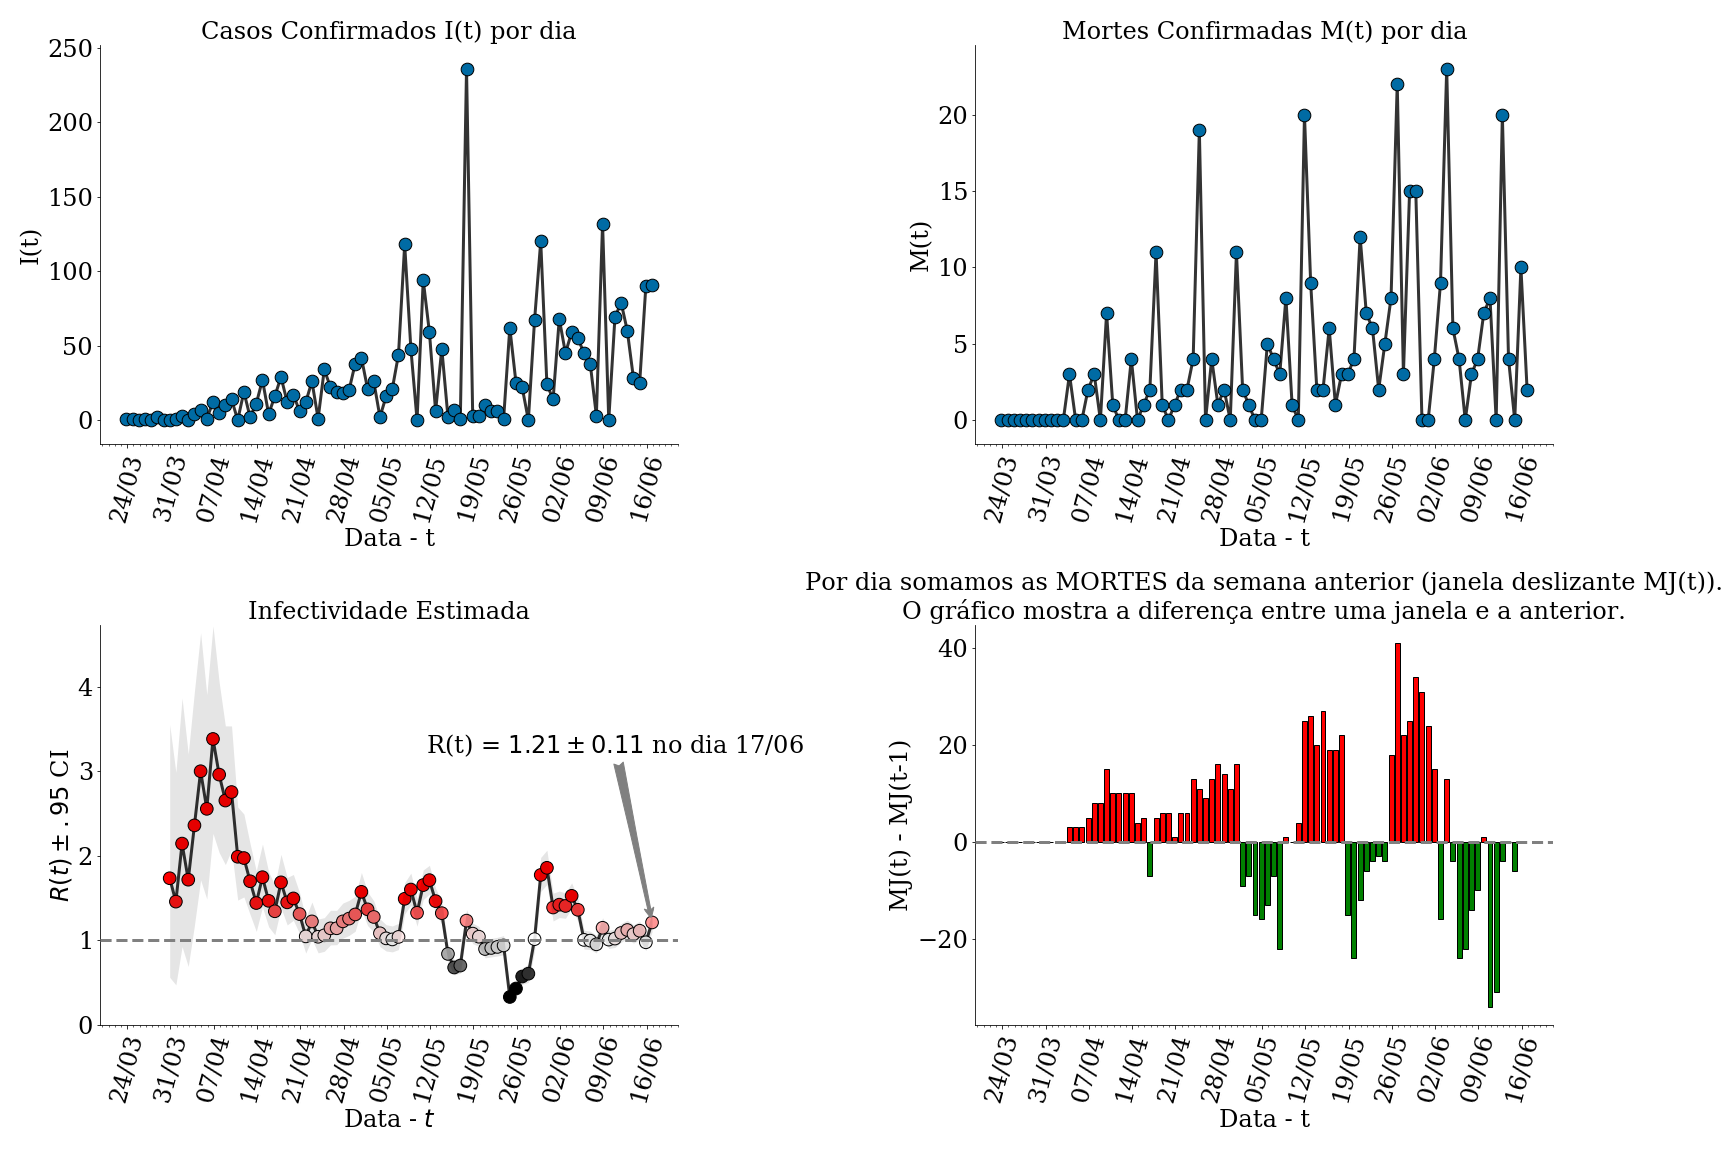 Casos Confirmados I(t) por dia
250
200
150
100
50
0
I(t)
24/03 31/03 07/04 14/04 21/04 28/04 05/05 12/05 19/05 26/05 02/06 09/06 16/06
Data - t
Mortes Confirmadas M(t) por dia
20
15
10
5
0
M(t)
24/03 31/03 07/04 14/04 21/04 28/04 05/05 12/05 19/05 26/05 02/06 09/06 16/06
Data - t
Infectividade Estimada
4
3
2
1
0
R(t) ± .95 CI
R(t) = 1.21 ± 0.11 no dia 17/06
24/03 31/03 07/04 14/04 21/04 28/04 05/05 12/05 19/05 26/05 02/06 09/06 16/06
Data - t
Por dia somamos as MORTES da semana anterior (janela deslizante MJ(t)).
O gráfico mostra a diferença entre uma janela e a anterior.
40
20
0
−20
MJ(t) - MJ(t-1)
24/03 31/03 07/04 14/04 21/04 28/04 05/05 12/05 19/05 26/05 02/06 09/06 16/06
Data - t